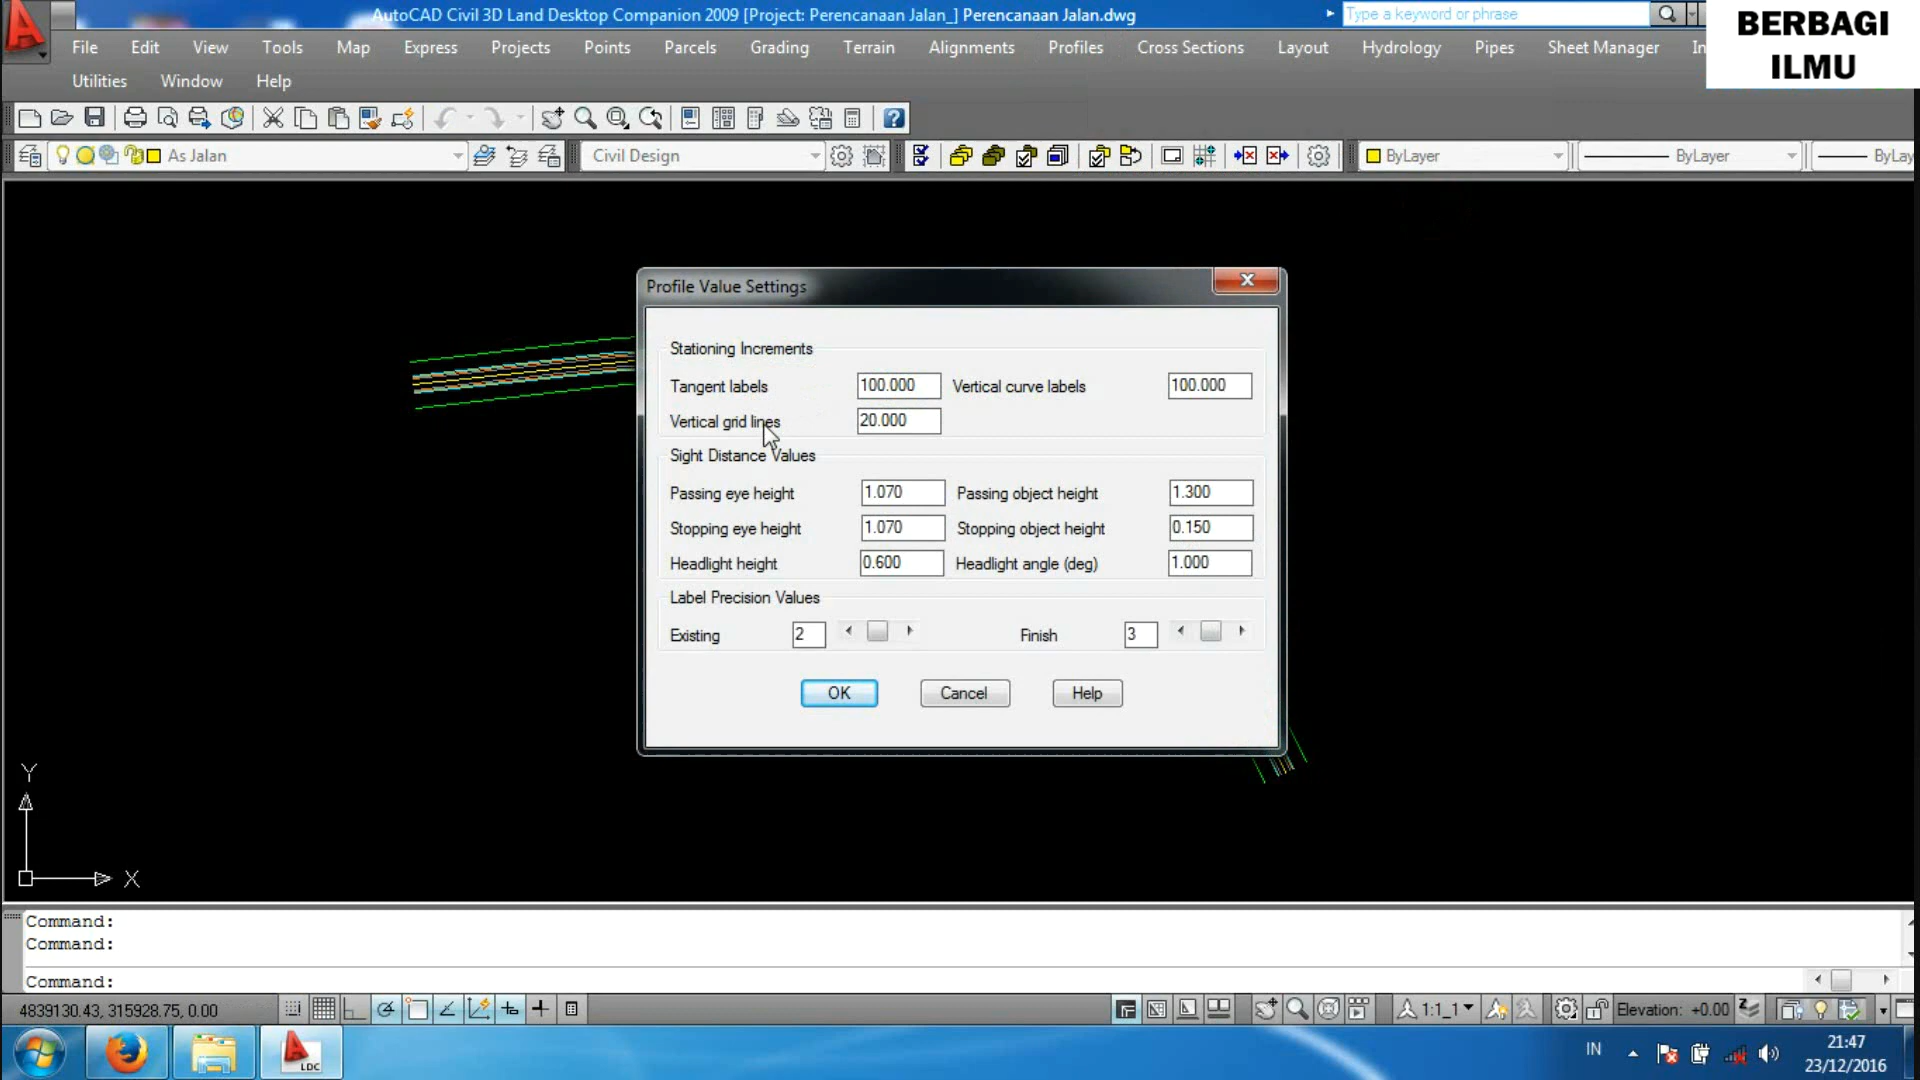 AutoCAD Civil 3D Land Desktop Companion 2009 [Project: Perencanaan Jalan_] Perencanaan Jalan.dwg
Type a keyword or phrase
BERBAGI
ILMU
File Edit View Tools Map Express Projects Points Parcels Grading Terrain Alignments Profiles Cross Sections Layout Hydrology Pipes Sheet Manager In
Utilities Window Help
As Jalan Civil Design ByLayer ByLayer ByLay
Profile Value Settings
Stationing Increments
Tangent labels 100.000 Vertical curve labels 100.000
Vertical grid lines 20.000
Sight Distance Values
Passing eye height 1.070 Passing object height 1.300
Stopping eye height 1.070 Stopping object height 0.150
Headlight height 0.600 Headlight angle (deg) 1.000
Label Precision Values
Existing 2 Finish 3
OK Cancel Help
Y
X
Command:
Command:
Command:
4839130.43, 315928.75, 0.00 1:1_1 Elevation: +0.00
LDC
IN
21:47
23/12/2016